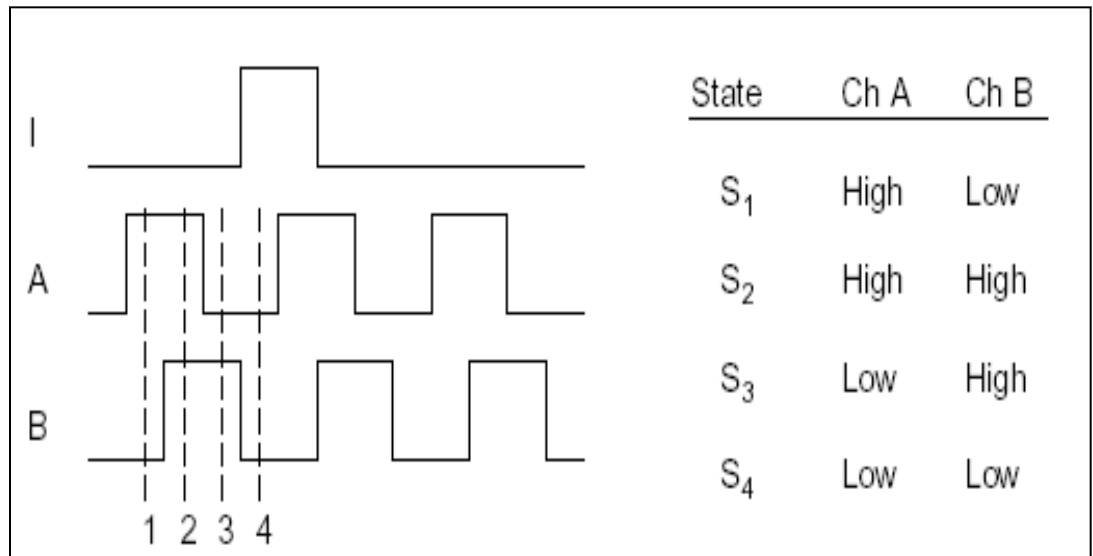 I
A
B
1 2 3 4
State Ch A Ch B
S₁ High Low
S₂ High High
S₃ Low High
S₄ Low Low